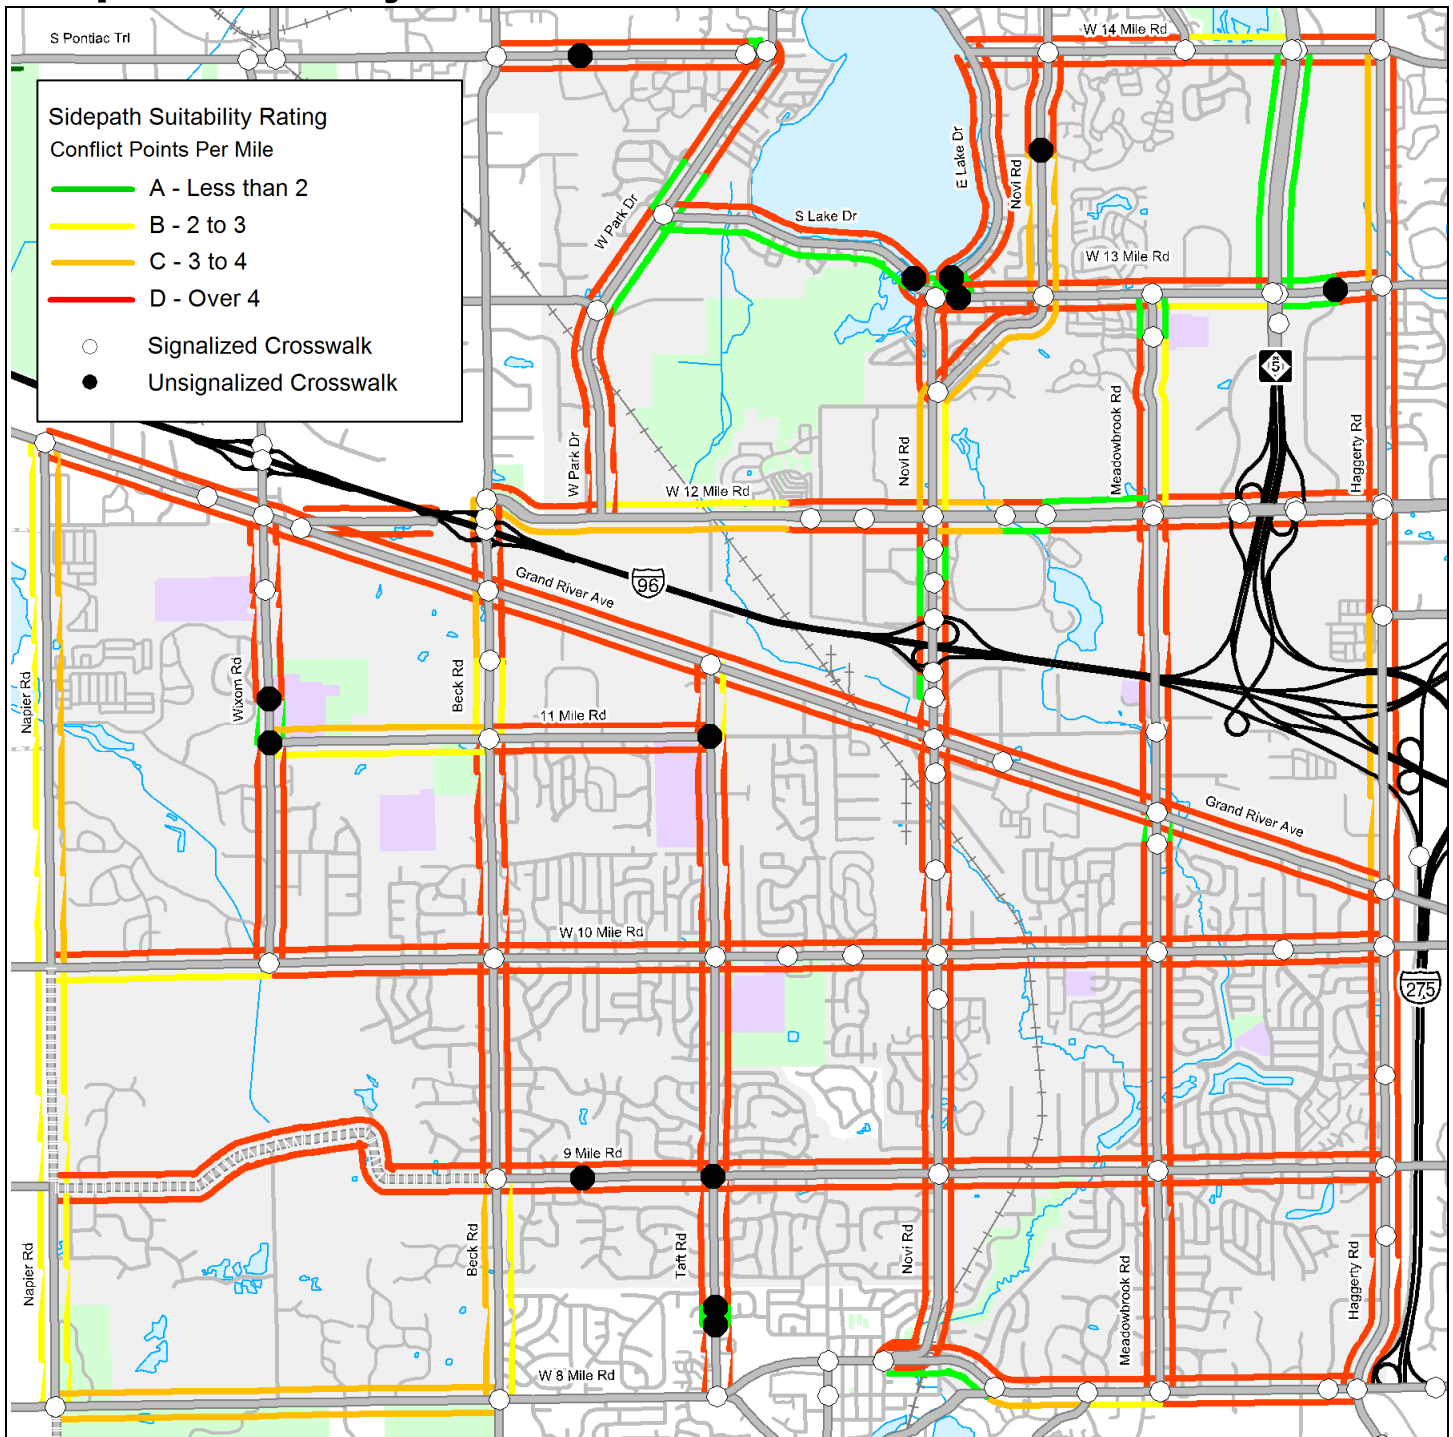 S Pontiac Trl
W 14 Mile Rd
Sidepath Suitability Rating
Conflict Points Per Mile
A - Less than 2
B - 2 to 3
C - 3 to 4
D - Over 4
Signalized Crosswalk
Unsignalized Crosswalk
E Lake Dr
Novi Rd
W Park Dr
S Lake Dr
W 13 Mile Rd
5
Meadowbrook Rd
Haggerty Rd
W Park Dr
Novi Rd
W 12 Mile Rd
Grand River Ave
96
Napier Rd
Wixom Rd
Beck Rd
11 Mile Rd
Grand River Ave
W 10 Mile Rd
275
9 Mile Rd
Napier Rd
Beck Rd
Taft Rd
Novi Rd
Meadowbrook Rd
Haggerty Rd
W 8 Mile Rd